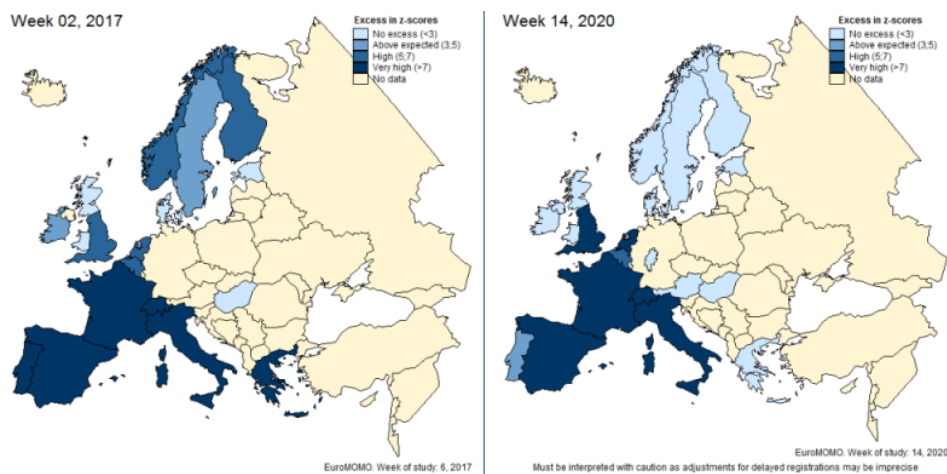 Week 02, 2017
Excess in z-scores
No excess (<3)
Above expected (3;5)
High (5;7)
Very high (>7)
No data
EuroMOMO. Week of study: 6, 2017
Week 14, 2020
Excess in z-scores
No excess (<3)
Above expected (3;5)
High (5;7)
Very high (>7)
No data
EuroMOMO. Week of study: 14, 2020
Must be interpreted with caution as adjustments for delayed registrations may be imprecise